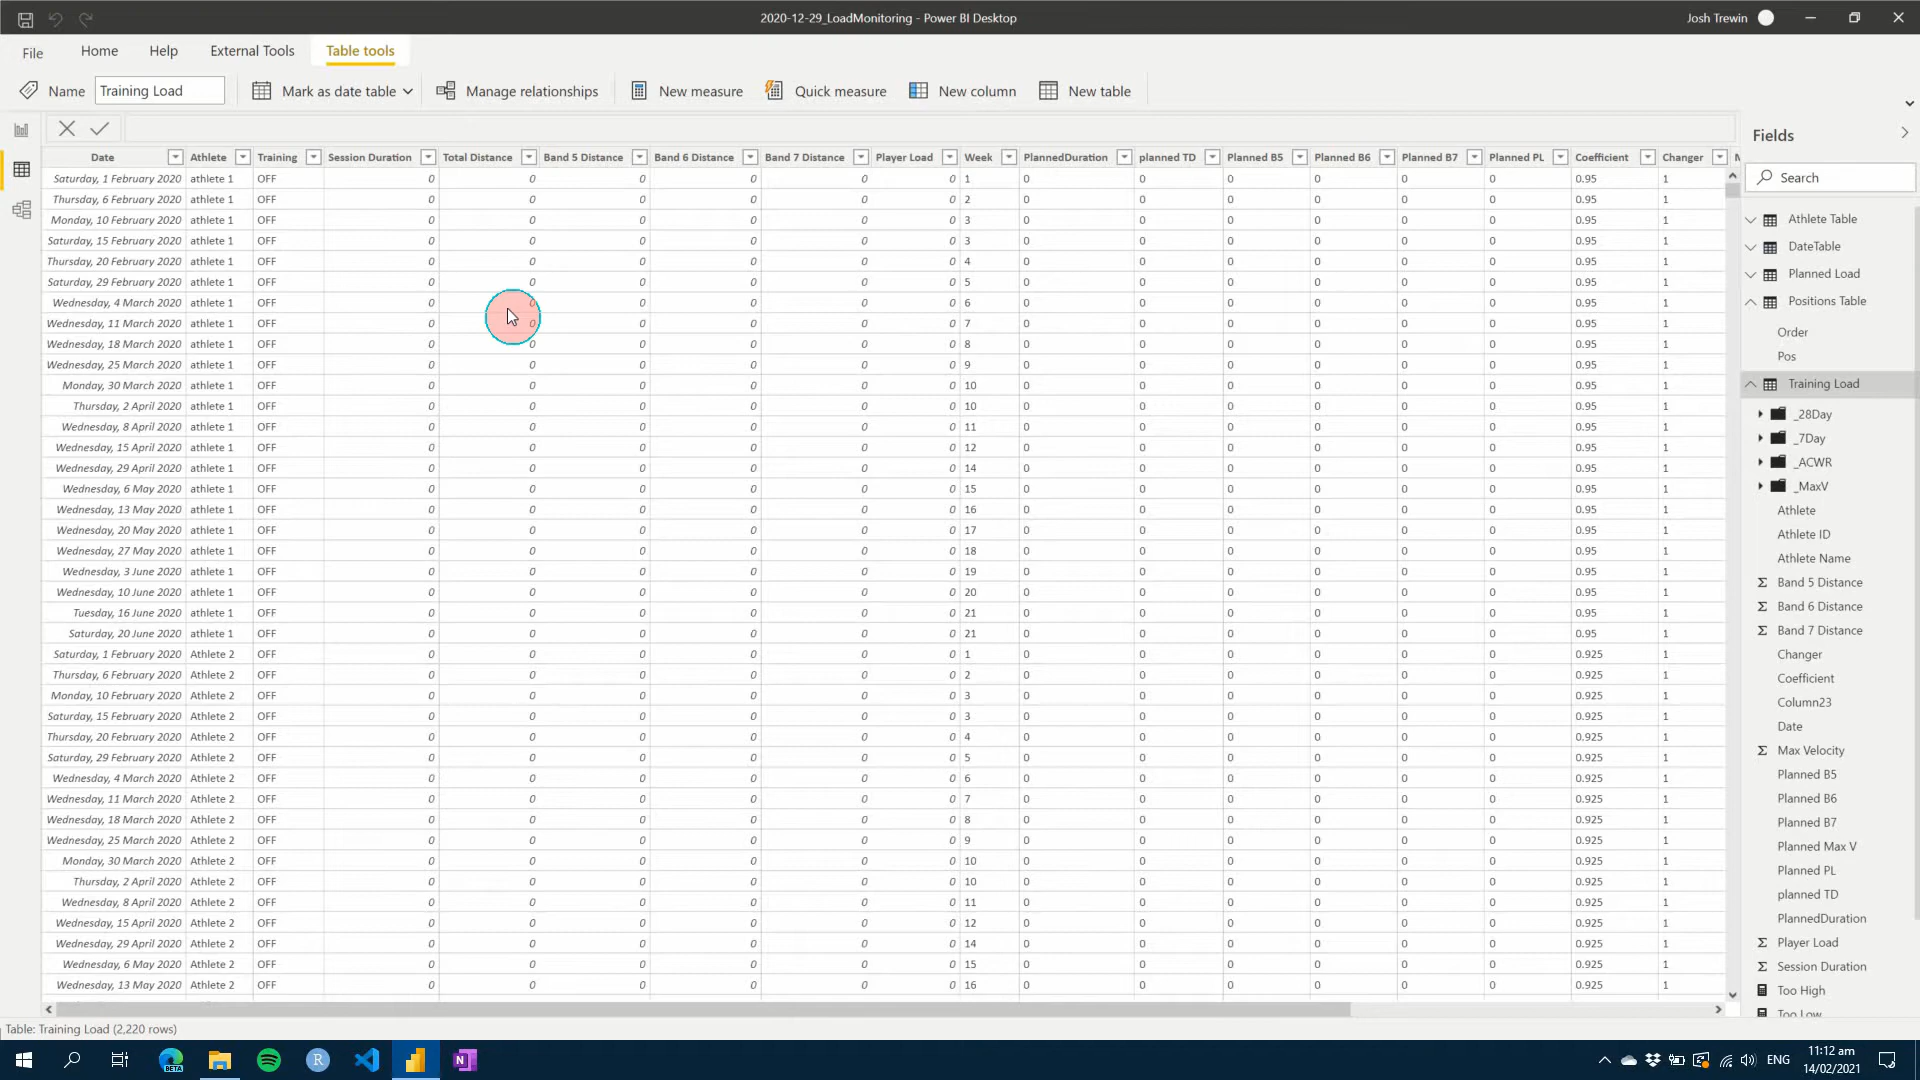 2020-12-29_LoadMonitoring - Power BI Desktop
Josh Trewin
File Home Help External Tools Table tools
Name Training Load Mark as date table Manage relationships New measure Quick measure New column New table
Date Athlete Training Session Duration Total Distance Band 5 Distance Band 6 Distance Band 7 Distance Player Load Week PlannedDuration planned TD Planned B5 Planned B6 Planned B7 Planned PL Coefficient Changer
Saturday, 1 February 2020 athlete 1 OFF 0 0 0 0 0 0 1 0 0 0 0 0 0 0.95 1
Thursday, 6 February 2020 athlete 1 OFF 0 0 0 0 0 0 2 0 0 0 0 0 0 0.95 1
Monday, 10 February 2020 athlete 1 OFF 0 0 0 0 0 0 3 0 0 0 0 0 0 0.95 1
Saturday, 15 February 2020 athlete 1 OFF 0 0 0 0 0 0 3 0 0 0 0 0 0 0.95 1
Thursday, 20 February 2020 athlete 1 OFF 0 0 0 0 0 0 4 0 0 0 0 0 0 0.95 1
Saturday, 29 February 2020 athlete 1 OFF 0 0 0 0 0 0 5 0 0 0 0 0 0 0.95 1
Wednesday, 4 March 2020 athlete 1 OFF 0 0 0 0 0 0 6 0 0 0 0 0 0 0.95 1
Wednesday, 11 March 2020 athlete 1 OFF 0 0 0 0 0 0 7 0 0 0 0 0 0 0.95 1
Wednesday, 18 March 2020 athlete 1 OFF 0 0 0 0 0 0 8 0 0 0 0 0 0 0.95 1
Wednesday, 25 March 2020 athlete 1 OFF 0 0 0 0 0 0 9 0 0 0 0 0 0 0.95 1
Monday, 30 March 2020 athlete 1 OFF 0 0 0 0 0 0 10 0 0 0 0 0 0 0.95 1
Thursday, 2 April 2020 athlete 1 OFF 0 0 0 0 0 0 10 0 0 0 0 0 0 0.95 1
Wednesday, 8 April 2020 athlete 1 OFF 0 0 0 0 0 0 11 0 0 0 0 0 0 0.95 1
Wednesday, 15 April 2020 athlete 1 OFF 0 0 0 0 0 0 12 0 0 0 0 0 0 0.95 1
Wednesday, 29 April 2020 athlete 1 OFF 0 0 0 0 0 0 14 0 0 0 0 0 0 0.95 1
Wednesday, 6 May 2020 athlete 1 OFF 0 0 0 0 0 0 15 0 0 0 0 0 0 0.95 1
Wednesday, 13 May 2020 athlete 1 OFF 0 0 0 0 0 0 16 0 0 0 0 0 0 0.95 1
Wednesday, 20 May 2020 athlete 1 OFF 0 0 0 0 0 0 17 0 0 0 0 0 0 0.95 1
Wednesday, 27 May 2020 athlete 1 OFF 0 0 0 0 0 0 18 0 0 0 0 0 0 0.95 1
Wednesday, 3 June 2020 athlete 1 OFF 0 0 0 0 0 0 19 0 0 0 0 0 0 0.95 1
Wednesday, 10 June 2020 athlete 1 OFF 0 0 0 0 0 0 20 0 0 0 0 0 0 0.95 1
Tuesday, 16 June 2020 athlete 1 OFF 0 0 0 0 0 0 21 0 0 0 0 0 0 0.95 1
Saturday, 20 June 2020 athlete 1 OFF 0 0 0 0 0 0 21 0 0 0 0 0 0 0.95 1
Saturday, 1 February 2020 Athlete 2 OFF 0 0 0 0 0 0 1 0 0 0 0 0 0 0.925 1
Thursday, 6 February 2020 Athlete 2 OFF 0 0 0 0 0 0 2 0 0 0 0 0 0 0.925 1
Monday, 10 February 2020 Athlete 2 OFF 0 0 0 0 0 0 3 0 0 0 0 0 0 0.925 1
Saturday, 15 February 2020 Athlete 2 OFF 0 0 0 0 0 0 3 0 0 0 0 0 0 0.925 1
Thursday, 20 February 2020 Athlete 2 OFF 0 0 0 0 0 0 4 0 0 0 0 0 0 0.925 1
Saturday, 29 February 2020 Athlete 2 OFF 0 0 0 0 0 0 5 0 0 0 0 0 0 0.925 1
Wednesday, 4 March 2020 Athlete 2 OFF 0 0 0 0 0 0 6 0 0 0 0 0 0 0.925 1
Wednesday, 11 March 2020 Athlete 2 OFF 0 0 0 0 0 0 7 0 0 0 0 0 0 0.925 1
Wednesday, 18 March 2020 Athlete 2 OFF 0 0 0 0 0 0 8 0 0 0 0 0 0 0.925 1
Wednesday, 25 March 2020 Athlete 2 OFF 0 0 0 0 0 0 9 0 0 0 0 0 0 0.925 1
Monday, 30 March 2020 Athlete 2 OFF 0 0 0 0 0 0 10 0 0 0 0 0 0 0.925 1
Thursday, 2 April 2020 Athlete 2 OFF 0 0 0 0 0 0 10 0 0 0 0 0 0 0.925 1
Wednesday, 8 April 2020 Athlete 2 OFF 0 0 0 0 0 0 11 0 0 0 0 0 0 0.925 1
Wednesday, 15 April 2020 Athlete 2 OFF 0 0 0 0 0 0 12 0 0 0 0 0 0 0.925 1
Wednesday, 29 April 2020 Athlete 2 OFF 0 0 0 0 0 0 14 0 0 0 0 0 0 0.925 1
Wednesday, 6 May 2020 Athlete 2 OFF 0 0 0 0 0 0 15 0 0 0 0 0 0 0.925 1
Wednesday, 13 May 2020 Athlete 2 OFF 0 0 0 0 0 0 16 0 0 0 0 0 0 0.925 1
Fields
Search
Athlete Table
DateTable
Planned Load
Positions Table
Order
Pos
Training Load
_28Day
_7Day
_ACWR
_MaxV
Athlete
Athlete ID
Athlete Name
Σ Band 5 Distance
Σ Band 6 Distance
Σ Band 7 Distance
Changer
Coefficient
Column23
Date
Σ Max Velocity
Planned B5
Planned B6
Planned B7
Planned Max V
Planned PL
planned TD
PlannedDuration
Σ Player Load
Σ Session Duration
Too High
Too Low
Table: Training Load (2,220 rows)
ENG
11:12 am
14/02/2021